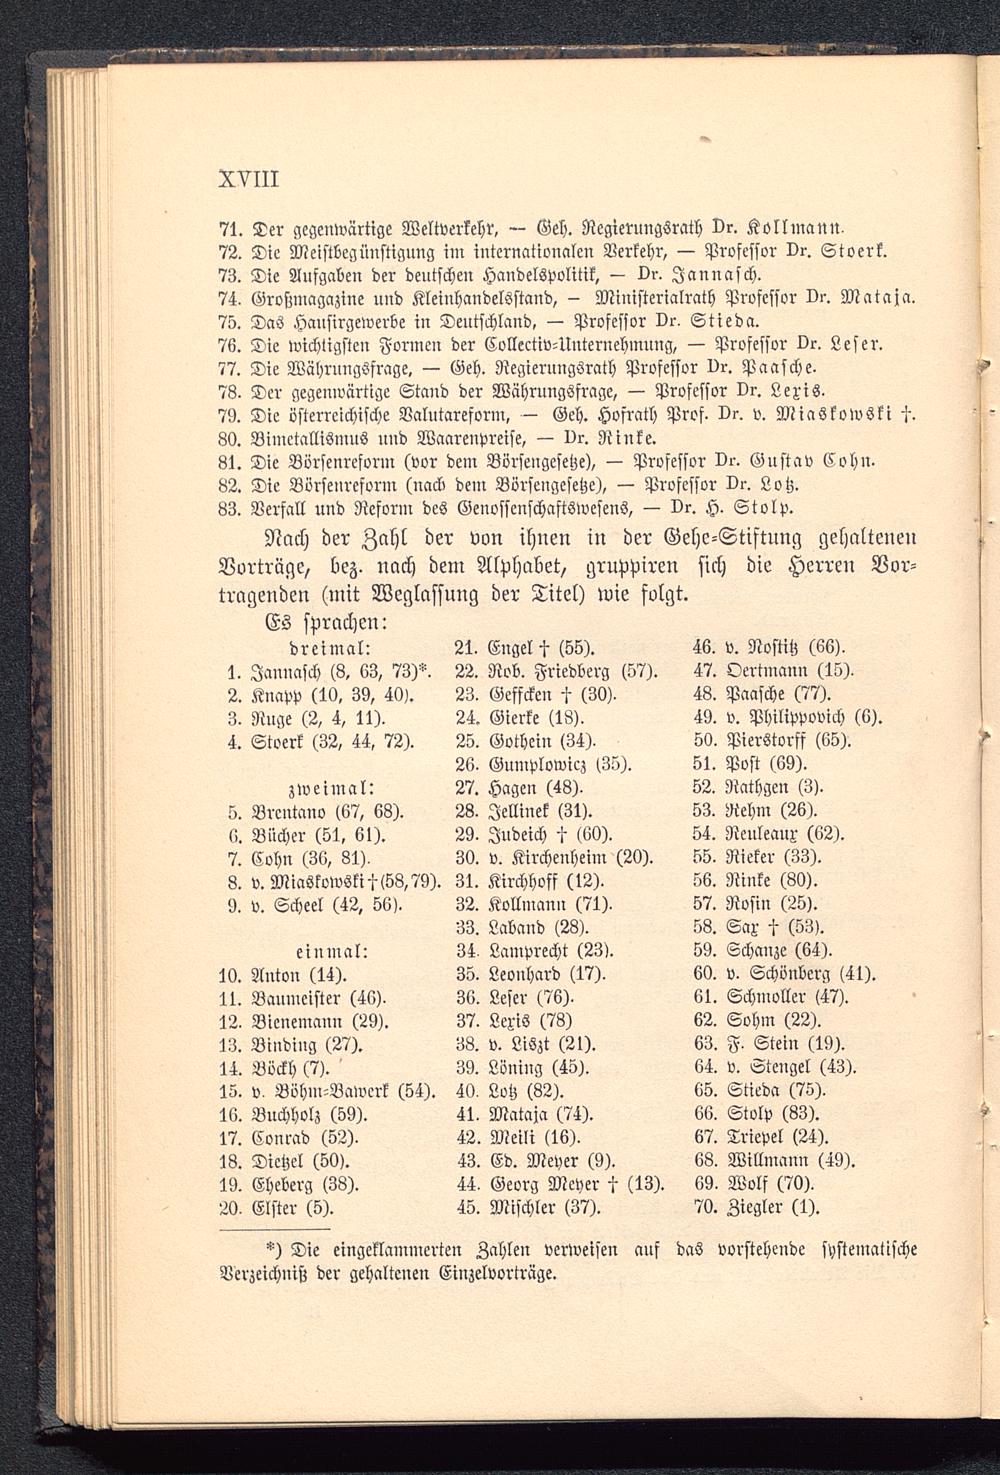 XVIII
71. Der gegenwärtige Weltverkehr, — Geh. Regierungsrath Dr. Kollmann.
72. Die Meistbegünstigung im internationalen Verkehr, — Professor Dr. Stoerk.
73. Die Aufgaben der deutschen Handelspolitik, — Dr. Jannasch.
74. Großmagazine und Kleinhandelsstand, — Ministerialrath Professor Dr. Mataja.
75. Das Hausirgewerbe in Deutschland, — Professor Dr. Stieda.
76. Die wichtigsten Formen der Collectiv-Unternehmung, — Professor Dr. Leser.
77. Die Währungsfrage, — Geh. Regierungsrath Professor Dr. Paasche.
78. Der gegenwärtige Stand der Währungsfrage, — Professor Dr. Lexis.
79. Die österreichische Valutareform, — Geh. Hofrath Prof. Dr. v. Miaskowski †.
80. Bimetallismus und Waarenpreise, — Dr. Rinke.
81. Die Börsenreform (vor dem Börsengesetze), — Professor Dr. Gustav Cohn.
82. Die Börsenreform (nach dem Börsengesetze), — Professor Dr. Lotz.
83. Verfall und Reform des Genossenschaftswesens, — Dr. H. Stolp.
Nach der Zahl der von ihnen in der Gehe-Stiftung gehaltenen
Vorträge, bez. nach dem Alphabet, gruppiren sich die Herren Vor-
tragenden (mit Weglassung der Titel) wie folgt.
Es sprachen:
dreimal:
1. Jannasch (8, 63, 73)*.
2. Knapp (10, 39, 40).
3. Ruge (2, 4, 11).
4. Stoerk (32, 44, 72).
zweimal:
5. Brentano (67, 68).
6. Bücher (51, 61).
7. Cohn (36, 81).
8. v. Miaskowski † (58, 79).
9. v. Scheel (42, 56).
einmal:
10. Anton (14).
11. Baumeister (46).
12. Bienemann (29).
13. Binding (27).
14. Böckh (7).
15. v. Böhm-Bawerk (54).
16. Buchholz (59).
17. Conrad (52).
18. Dietzel (50).
19. Eheberg (38).
20. Elster (5).
21. Engel † (55).
22. Rob. Friedberg (57).
23. Geffcken † (30).
24. Gierke (18).
25. Gothein (34).
26. Gumplowicz (35).
27. Hagen (48).
28. Jellinek (31).
29. Judeich † (60).
30. v. Kirchenheim (20).
31. Kirchhoff (12).
32. Kollmann (71).
33. Laband (28).
34. Lamprecht (23).
35. Leonhard (17).
36. Leser (76).
37. Lexis (78)
38. v. Liszt (21).
39. Löning (45).
40. Lotz (82).
41. Mataja (74).
42. Meili (16).
43. Ed. Meyer (9).
44. Georg Meyer † (13).
45. Mischler (37).
46. v. Nostitz (66).
47. Oertmann (15).
48. Paasche (77).
49. v. Philippovich (6).
50. Pierstorff (65).
51. Post (69).
52. Rathgen (3).
53. Rehm (26).
54. Reuleaux (62).
55. Rieker (33).
56. Rinke (80).
57. Rosin (25).
58. Sax † (53).
59. Schanze (64).
60. v. Schönberg (41).
61. Schmoller (47).
62. Sohm (22).
63. F. Stein (19).
64. v. Stengel (43).
65. Stieda (75).
66. Stolp (83).
67. Triepel (24).
68. Willmann (49).
69. Wolf (70).
70. Ziegler (1).
*) Die eingeklammerten Zahlen verweisen auf das vorstehende systematische
Verzeichniß der gehaltenen Einzelvorträge.